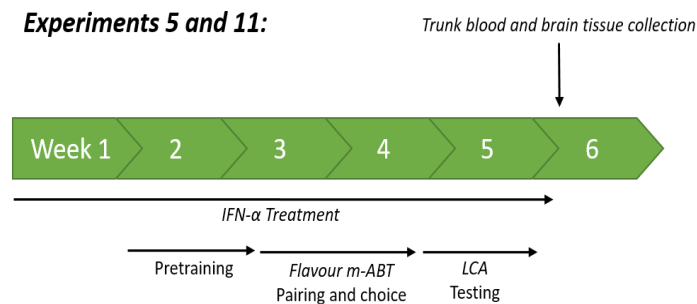 Experiments 5 and 11:
Trunk blood and brain tissue collection
Week 1 2 3 4 5 6
IFN-α Treatment
Pretraining
Flavour m-ABT
Pairing and choice
LCA
Testing